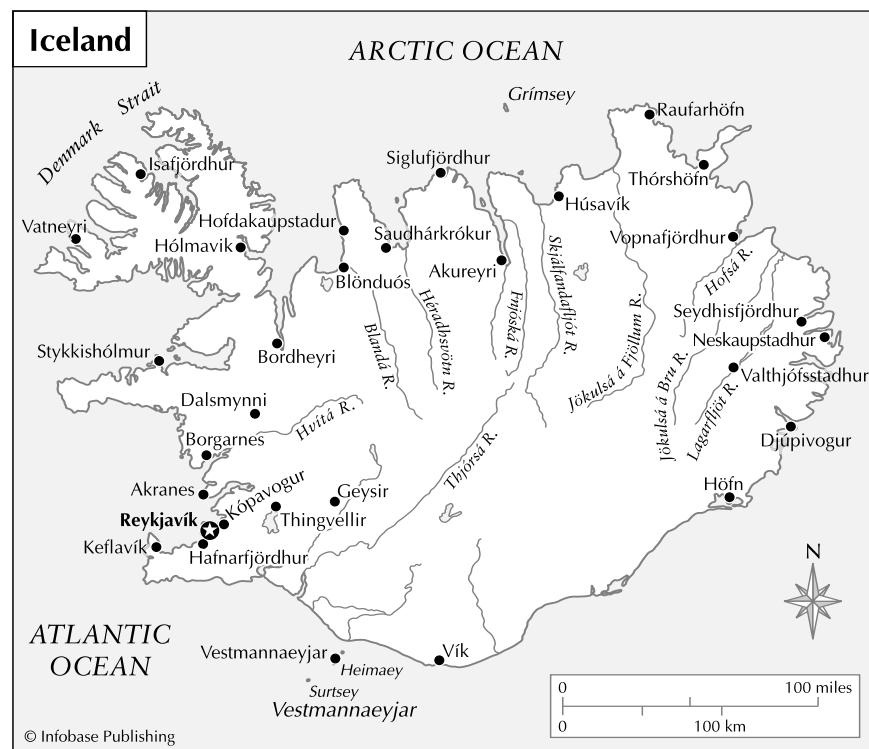 Iceland
ARCTIC OCEAN
Denmark Strait
Grímsey
Raufarhöfn
Isafjördhur
Siglufjördhur
Thórshöfn
Húsavík
Vatneyri
Hofdakaupstadur
Hólmavik
Saudhárkrókur
Vopnafjördhur
Akureyri
Blönduós
Hofsá R.
Skjálfandafljót R.
Fnjóská R.
Héradhsvötn R.
Blandá R.
Jökulsá á Fjöllum R.
Seydhisfjördhur
Neskaupstadhur
Stykkishólmur
Bordheyri
Jökulsá á Bru R.
Valthjófsstadhur
Lagarfljót R.
Dalsmynni
Hvítá R.
Borgarnes
Thjórsá R.
Djúpivogur
Akranes
Kópavogur
Geysir
Höfn
Reykjavík
Thingvellir
Keflavík
Hafnarfjördhur
N
ATLANTIC
OCEAN
Vestmannaeyjar
Heimaey
Vík
Surtsey
Vestmannaeyjar
0 100 miles
0 100 km
© Infobase Publishing